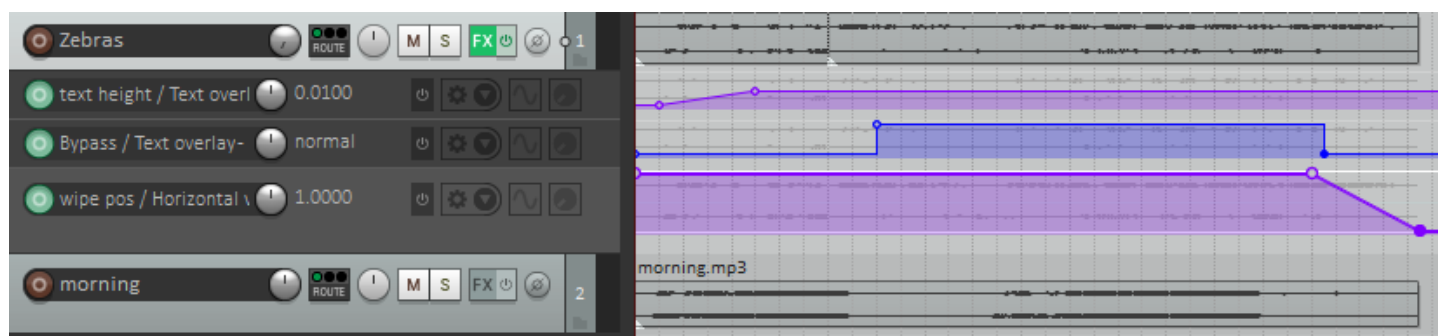 Zebras ROUTE M S FX 1
text height / Text overl 0.0100
Bypass / Text overlay- normal
wipe pos / Horizontal 1.0000
morning.mp3
morning ROUTE M S FX 2